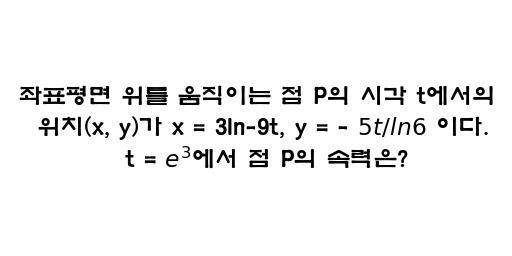 좌표평면 위를 움직이는 점 P의 시각 t에서의
위치(x, y)가 x = 3ln-9t, y = - 5t/ln6 이다.
t = e³에서 점 P의 속력은?